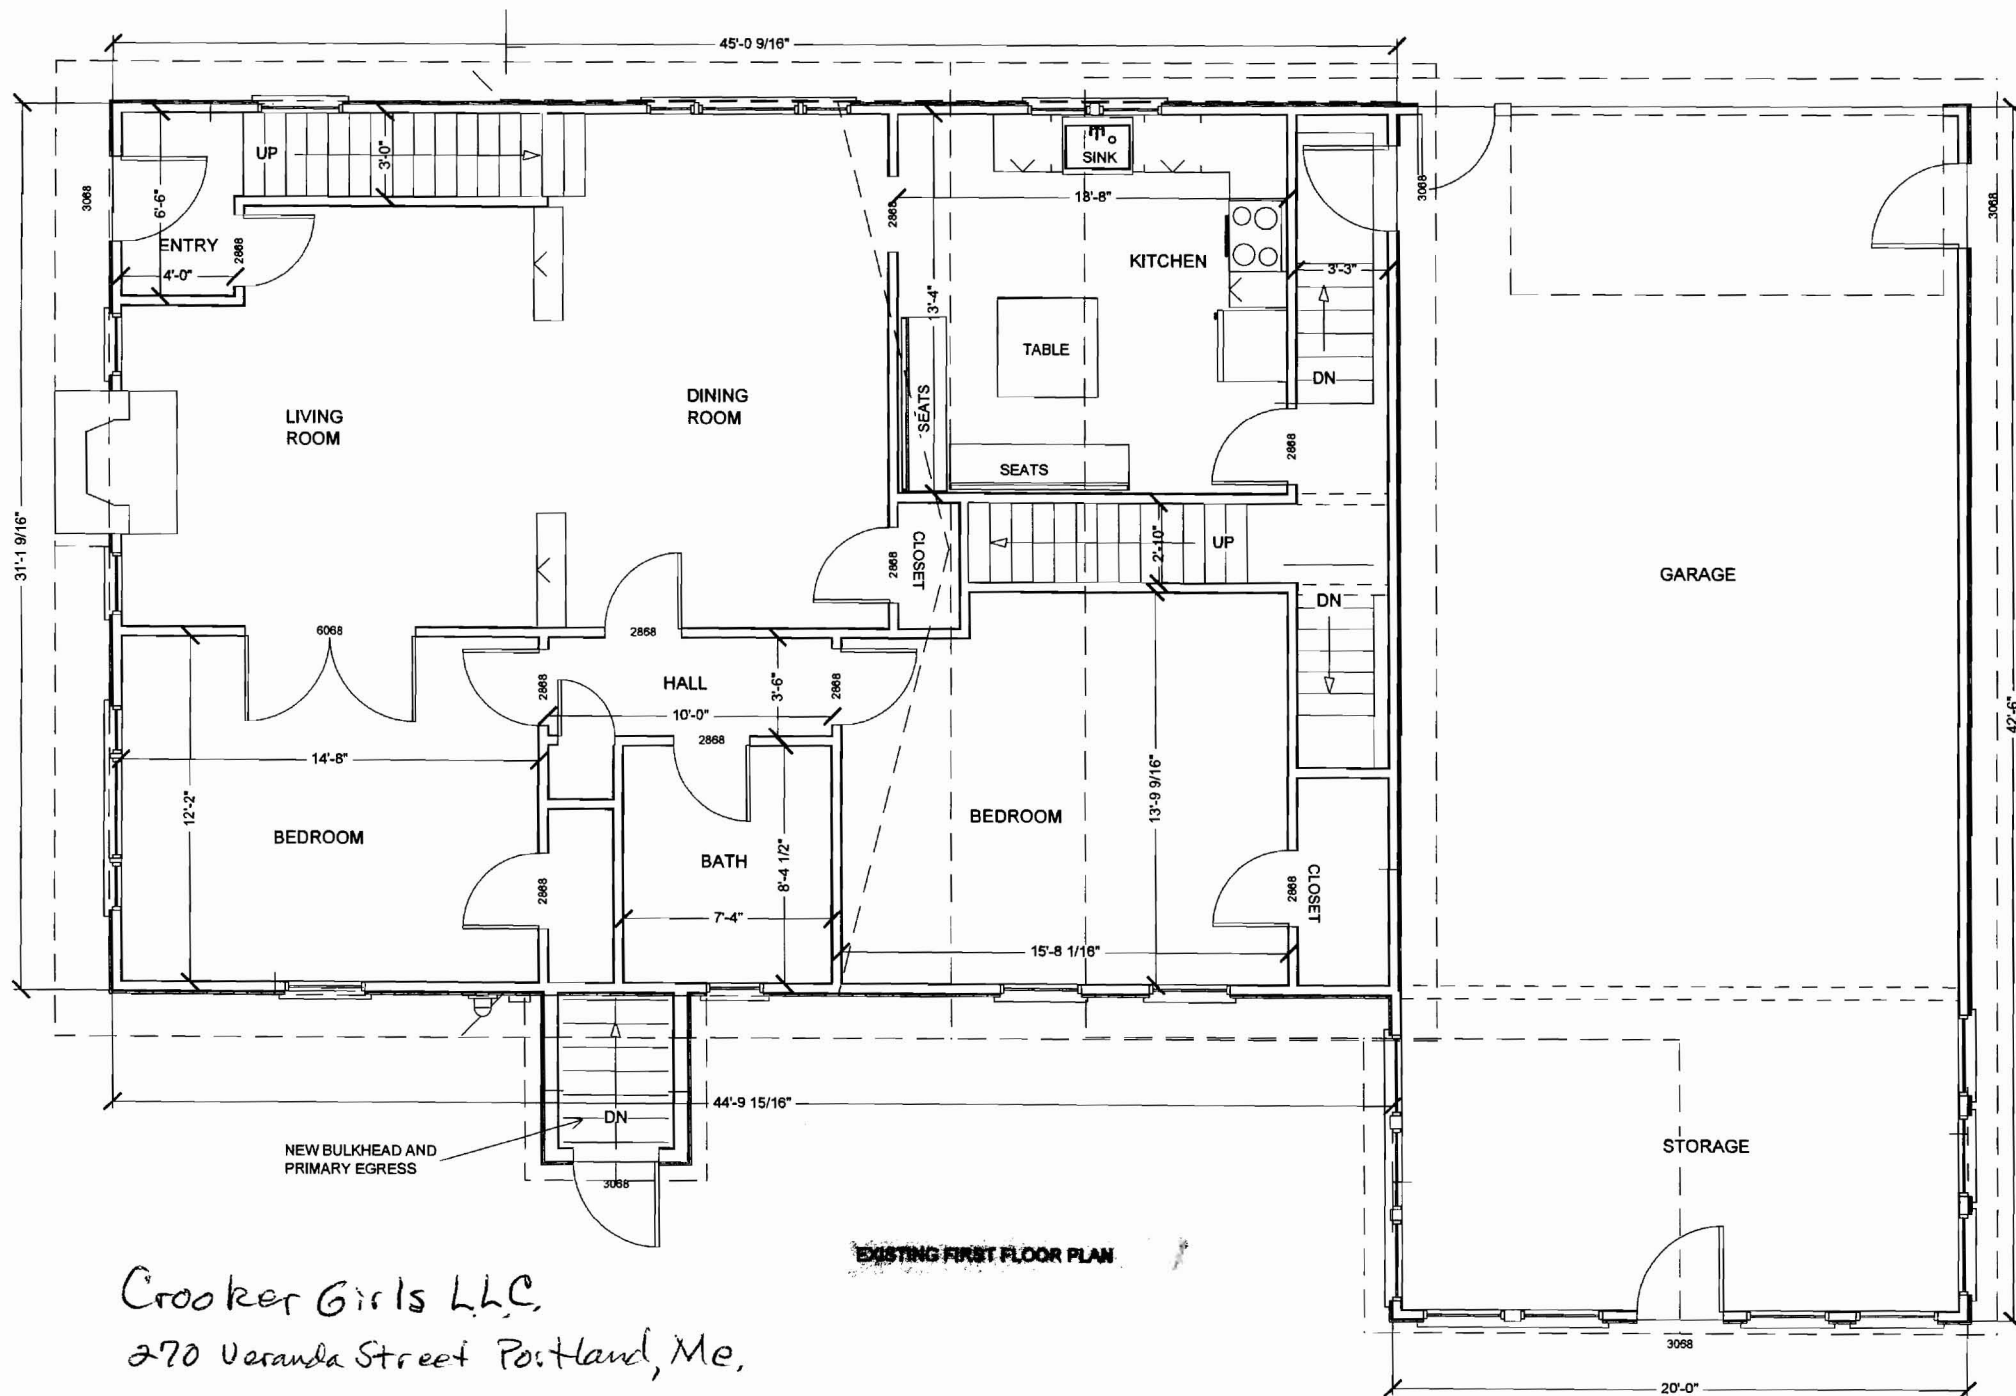 45'-0 9/16"
UP
3'-0"
SINK
3068
6'-6"
ENTRY
2868
4'-0"
2868
13'-8"
KITCHEN
3'-3"
3068
3068
13'-4"
TABLE
DN
LIVING
ROOM
DINING
ROOM
SEATS
SEATS
2868
31'-1 9/16"
CLOSET
2868
2'-10"
UP
GARAGE
DN
6068
2868
HALL
2868
3'-6"
2868
10'-0"
2868
42'-6"
14'-8"
12'-2"
BEDROOM
BATH
8'-4 1/2"
BEDROOM
13'-9 9/16"
2868
7'-4"
2868
CLOSET
15'-8 1/16"
44'-9 15/16"
DN
NEW BULKHEAD AND
PRIMARY EGRESS
3068
STORAGE
EXISTING FIRST FLOOR PLAN
3068
20'-0"
Crooker Girls LLC.
270 Veranda Street Portland, Me.